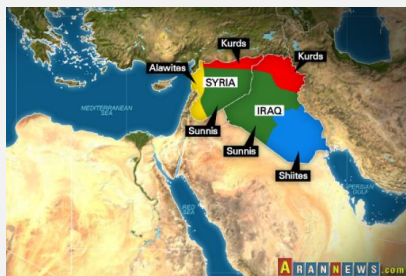 Kurds
Kurds
Alawites
SYRIA
MEDITERRANEAN
SEA
IRAQ
Sunnis
Sunnis
Shiites
PERSIAN
GULF
RED
SEA
ARANNEWS.com